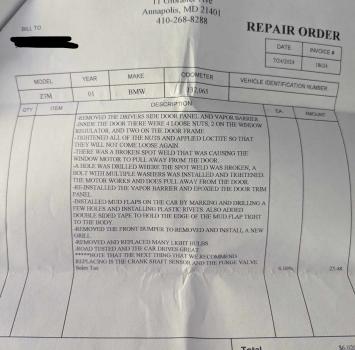 Annapolis, MD 21401
410-268-8288
BILL TO
REPAIR ORDER
DATE INVOICE #
7/24/2024
MODEL YEAR MAKE ODOMETER VEHICLE IDENTIFICATION NUMBER
Z3M 01 BMW 132,063
QTY ITEM DESCRIPTION EA. AMOUNT
-REMOVED THE DRIVERS SIDE DOOR PANEL AND VAPOR BARRIER
-INSIDE THE DOOR THERE WERE 4 LOOSE NUTS, 2 ON THE WINDOW
REGULATOR, AND TWO ON THE DOOR FRAME
-TIGHTENED ALL OF THE NUTS AND APPLIED LOCTITE SO THAT
THEY WILL NOT COME LOOSE AGAIN
-THERE WAS A BROKEN SPOT WELD THAT WAS CAUSING THE
WINDOW MOTOR TO PULL AWAY FROM THE DOOR.
-A HOLE WAS DRILLED WHERE THE SPOT WELD WAS BROKEN, A
BOLT WITH MULTIPLE WASHERS WAS INSTALLED AND TIGHTENED.
THE MOTOR WORKS AND DOES PULL AWAY FROM THE DOOR.
-RE-INSTALLED THE VAPOR BARRIER AND EPOXIED THE DOOR TRIM
PANEL
-INSTALLED MUD FLAPS ON THE CAR BY MARKING AND DRILLING A
FEW HOLES AND INSTALLING PLASTIC RIVETS. ALSO ADDED
DOUBLE SIDED TAPE TO HOLD THE EDGE OF THE MUD FLAP TIGHT
TO THE BODY
-REMOVED THE FRONT BUMPER TO REMOVED AND INSTALL A NEW
GRILL.
-REMOVED AND REPLACED MANY LIGHT BULBS
-ROAD TESTED AND THE CAR DRIVES GREAT
*****NOTE THAT THE NEXT THING THAT WE RECOMMENDS
REPLACING IS THE CRANK SHAFT SENSOR AND THE PURGE VALVE
Sales Tax 6.00% 23.48
Total